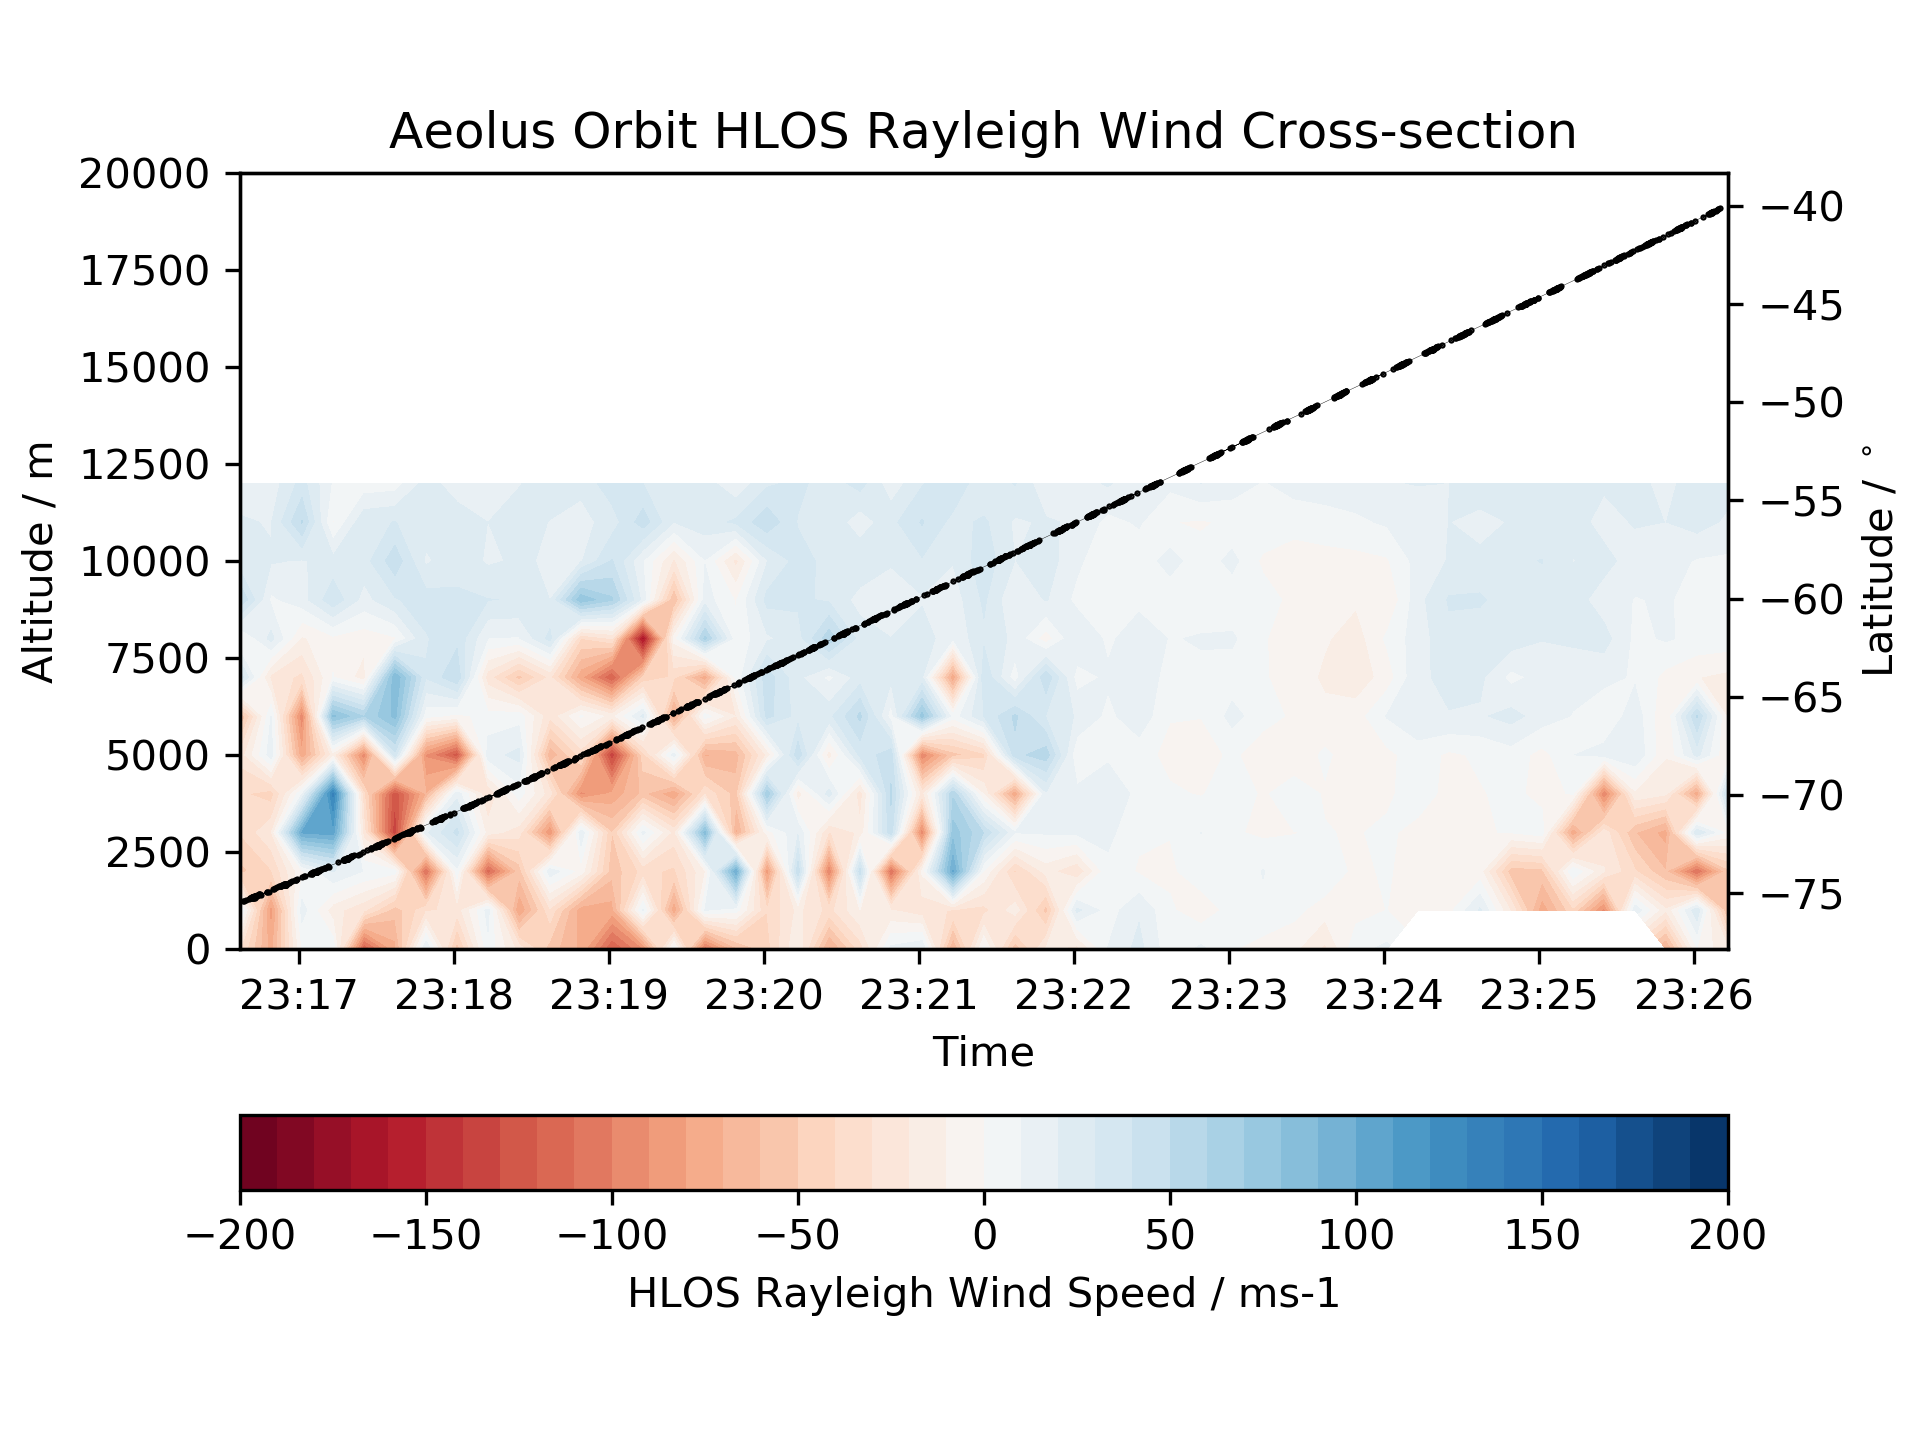 Aeolus Orbit HLOS Rayleigh Wind Cross-section
20000
17500
15000
12500
10000
7500
5000
2500
0
Altitude / m
−40
−45
−50
−55
−60
−65
−70
−75
Latitude / °
23:17 23:18 23:19 23:20 23:21 23:22 23:23 23:24 23:25 23:26
Time
−200 −150 −100 −50 0 50 100 150 200
HLOS Rayleigh Wind Speed / ms-1